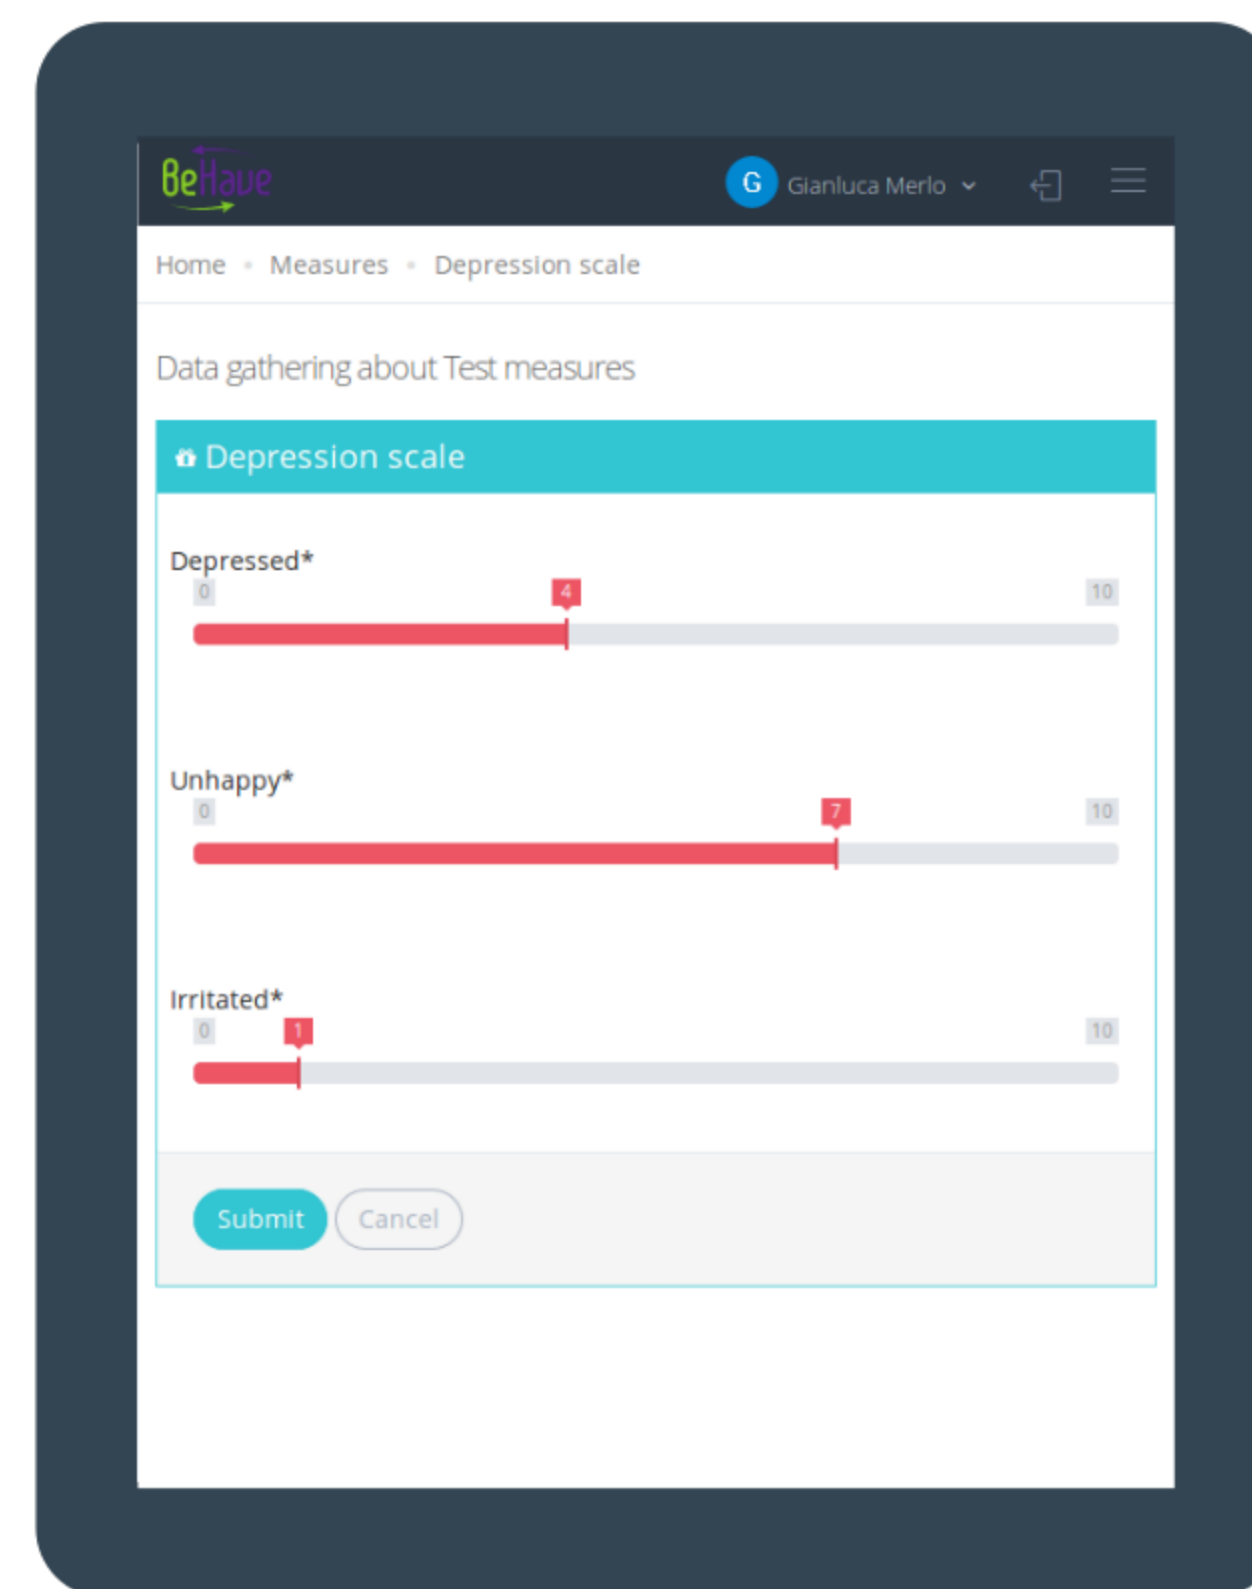 BeHave
G Gianluca Merlo
Home • Measures • Depression scale
Data gathering about Test measures
Depression scale
Depressed*
0 4 10
Unhappy*
0 7 10
Irritated*
0 1 10
Submit Cancel